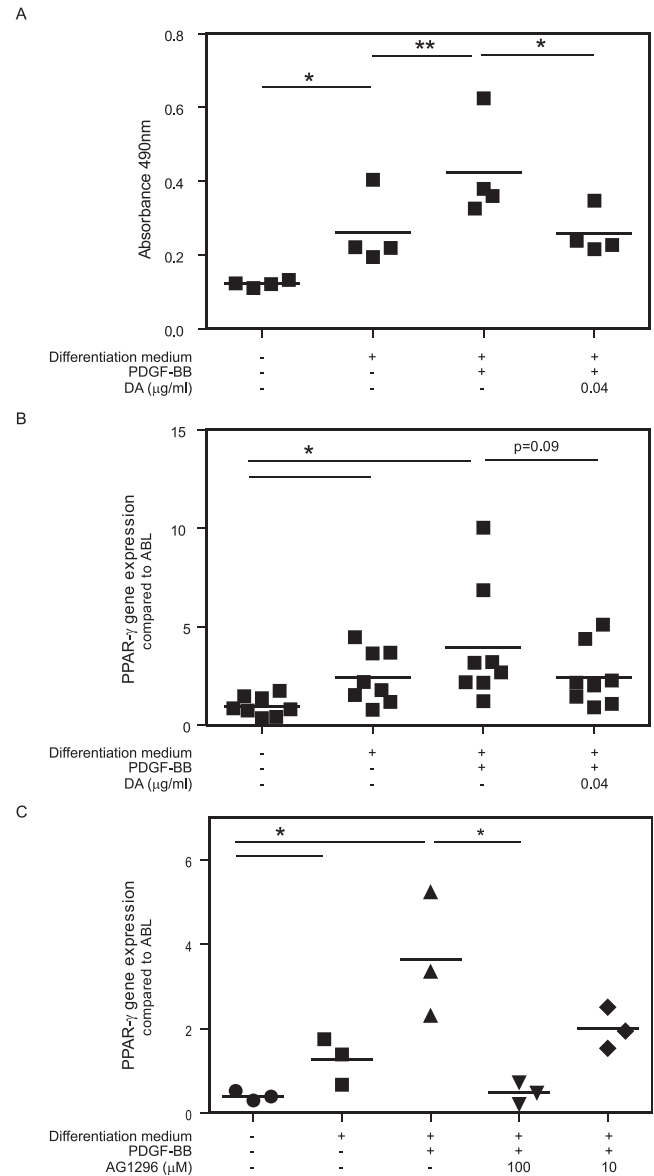 A
0.8
0.6
0.4
0.2
0.0
Absorbance 490nm
* ** *
Differentiation medium - + + +
PDGF-BB - - + +
DA (μg/ml) - - - 0.04
B
15
10
5
0
PPAR-γ gene expression
compared to ABL
* p=0.09
Differentiation medium - + + +
PDGF-BB - - + +
DA (μg/ml) - - - 0.04
C
6
4
2
0
PPAR-γ gene expression
compared to ABL
* *
Differentiation medium - + + + +
PDGF-BB - - + + +
AG1296 (μM) - - - 100 10